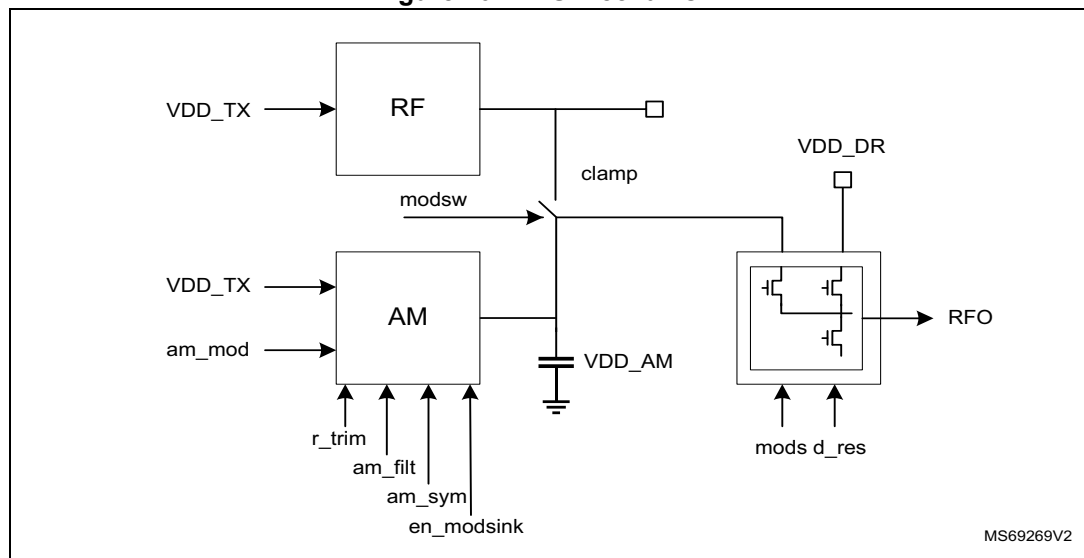 VDD_TX
RF
VDD_DR
clamp
modsw
VDD_TX
AM
RFO
am_mod
VDD_AM
r_trim
mods d_res
am_filt
am_sym
en_modsink
MS69269V2